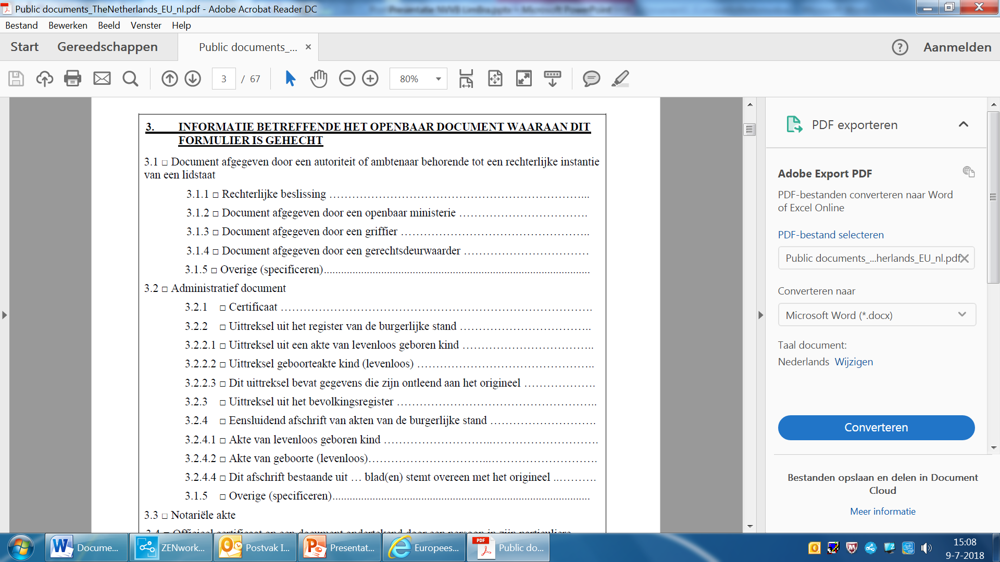 Public documents_TheNetherlands_EU_nl.pdf - Adobe Acrobat Reader DC
Bestand Bewerken Beeld Venster Help
Start Gereedschappen Public documents_... × ? Aanmelden
3 / 67 80%
3. INFORMATIE BETREFFENDE HET OPENBAAR DOCUMENT WAARAAN DIT
FORMULIER IS GEHECHT
3.1 □ Document afgegeven door een autoriteit of ambtenaar behorende tot een rechterlijke instantie
van een lidstaat
3.1.1 □ Rechterlijke beslissing …………………………………………………………...
3.1.2 □ Document afgegeven door een openbaar ministerie …………………………….
3.1.3 □ Document afgegeven door een griffier …………………………………………..
3.1.4 □ Document afgegeven door een gerechtsdeurwaarder ……………………………
3.1.5 □ Overige (specificeren).............................................................................................
3.2 □ Administratief document
3.2.1 □ Certificaat ……………………………………………………………………….
3.2.2 □ Uittreksel uit het register van de burgerlijke stand ……………………………..
3.2.2.1 □ Uittreksel uit een akte van levenloos geboren kind ……………………………..
3.2.2.2 □ Uittreksel geboorteakte kind (levenloos) ………………………………………..
3.2.2.3 □ Dit uittreksel bevat gegevens die zijn ontleend aan het origineel ……………….
3.2.3 □ Uittreksel uit het bevolkingsregister ……………………………………………..
3.2.4 □ Eensluidend afschrift van akten van de burgerlijke stand ……………………….
3.2.4.1 □ Akte van levenloos geboren kind ………………………..……………………….
3.2.4.2 □ Akte van geboorte (levenloos)…………………………..……………………….
3.2.4.4 □ Dit afschrift bestaande uit … blad(en) stemt overeen met het origineel ..……….
3.1.5 □ Overige (specificeren)..........................................................................................
3.3 □ Notariële akte
PDF exporteren
Adobe Export PDF
PDF-bestanden converteren naar Word
of Excel Online
PDF-bestand selecteren
Public documents_...herlands_EU_nl.pdf
Converteren naar
Microsoft Word (*.docx)
Taal document:
Nederlands Wijzigen
Converteren
Bestanden opslaan en delen in Document
Cloud
Meer informatie
Docume... ZENwork... Postvak I... Presentat... Europees... Public do...
15:08
9-7-2018